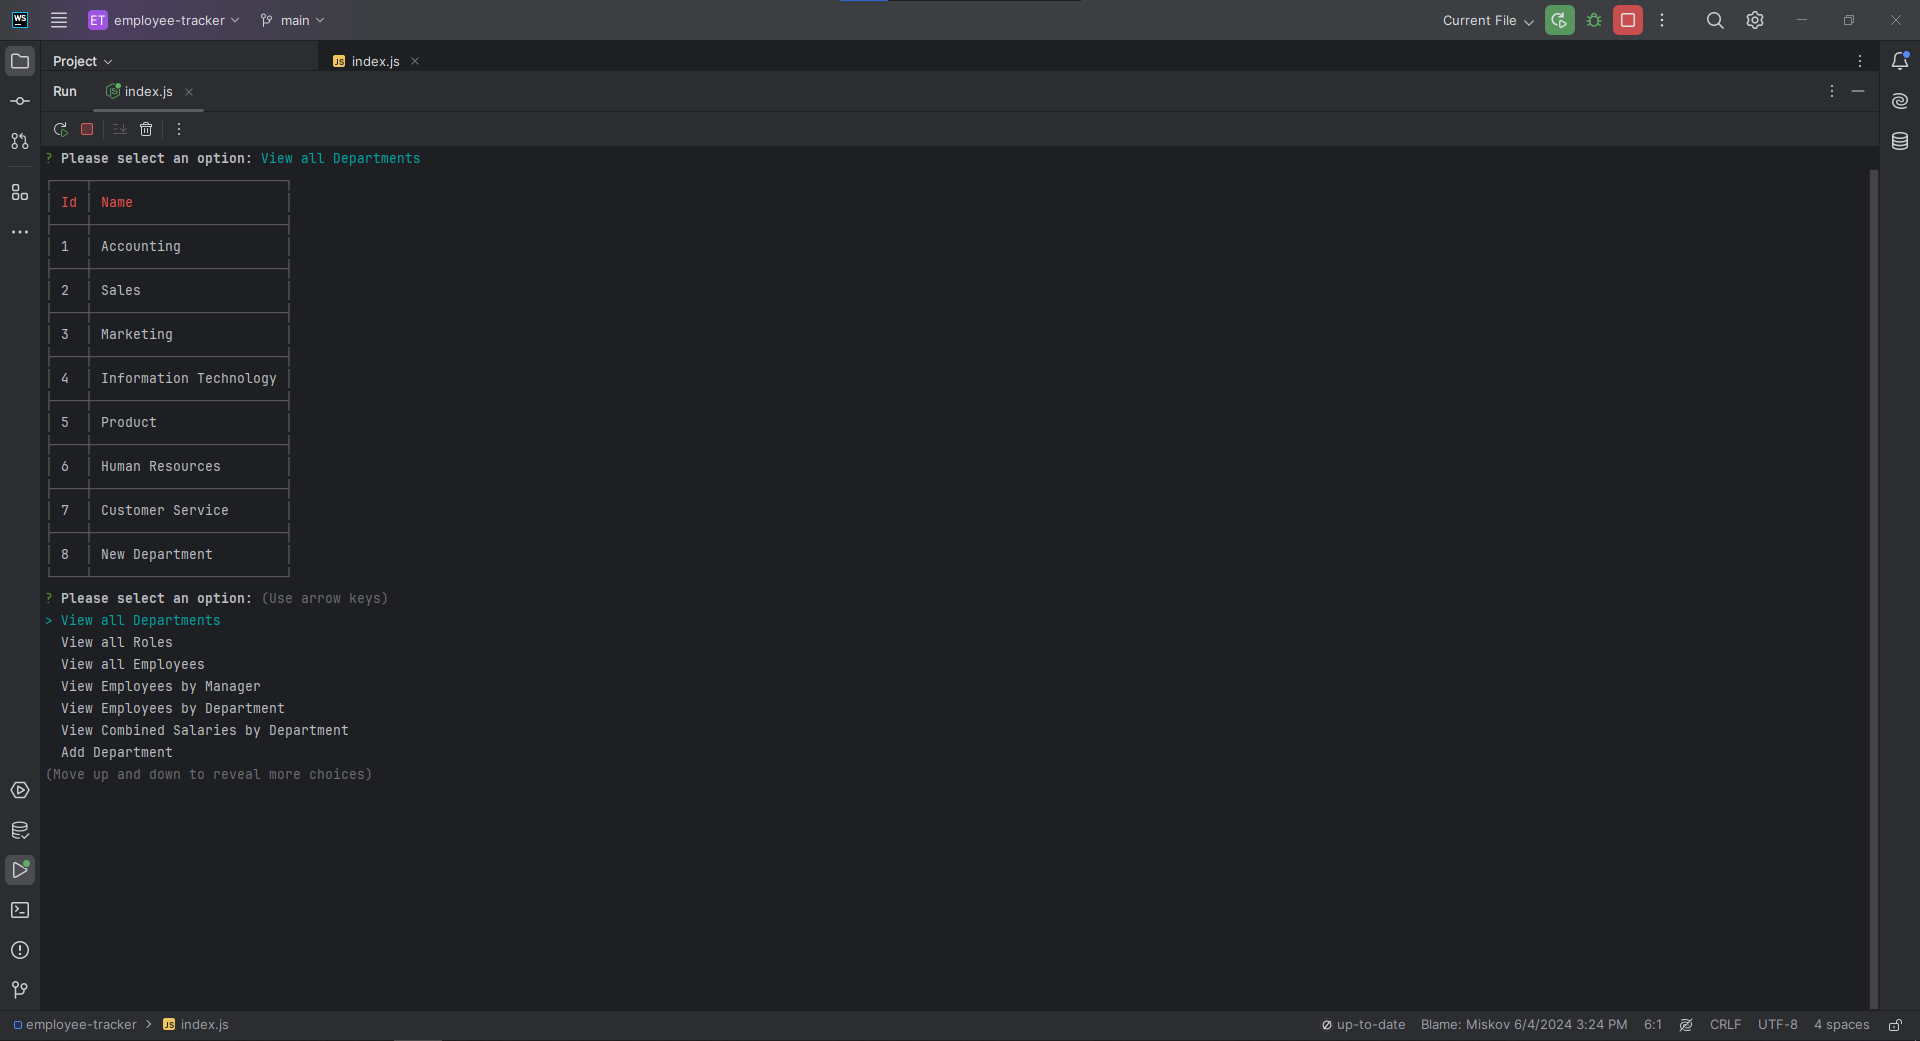 WS
ET employee-tracker main Current File
Project JS index.js
Run JS index.js
? Please select an option: View all Departments
Id Name
1 Accounting
2 Sales
3 Marketing
4 Information Technology
5 Product
6 Human Resources
7 Customer Service
8 New Department
? Please select an option: (Use arrow keys)
> View all Departments
View all Roles
View all Employees
View Employees by Manager
View Employees by Department
View Combined Salaries by Department
Add Department
(Move up and down to reveal more choices)
employee-tracker > JS index.js up-to-date Blame: Miskov 6/4/2024 3:24 PM 6:1 CRLF UTF-8 4 spaces